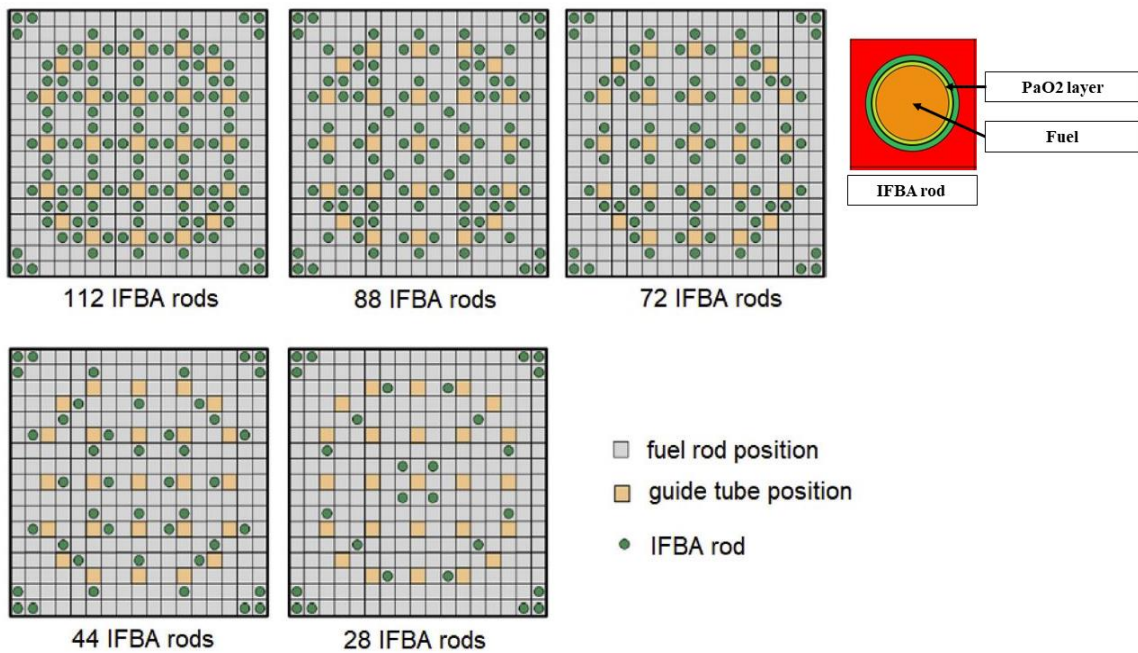 112 IFBA rods
88 IFBA rods
72 IFBA rods
PaO2 layer
Fuel
IFBA rod
44 IFBA rods
28 IFBA rods
fuel rod position
guide tube position
IFBA rod